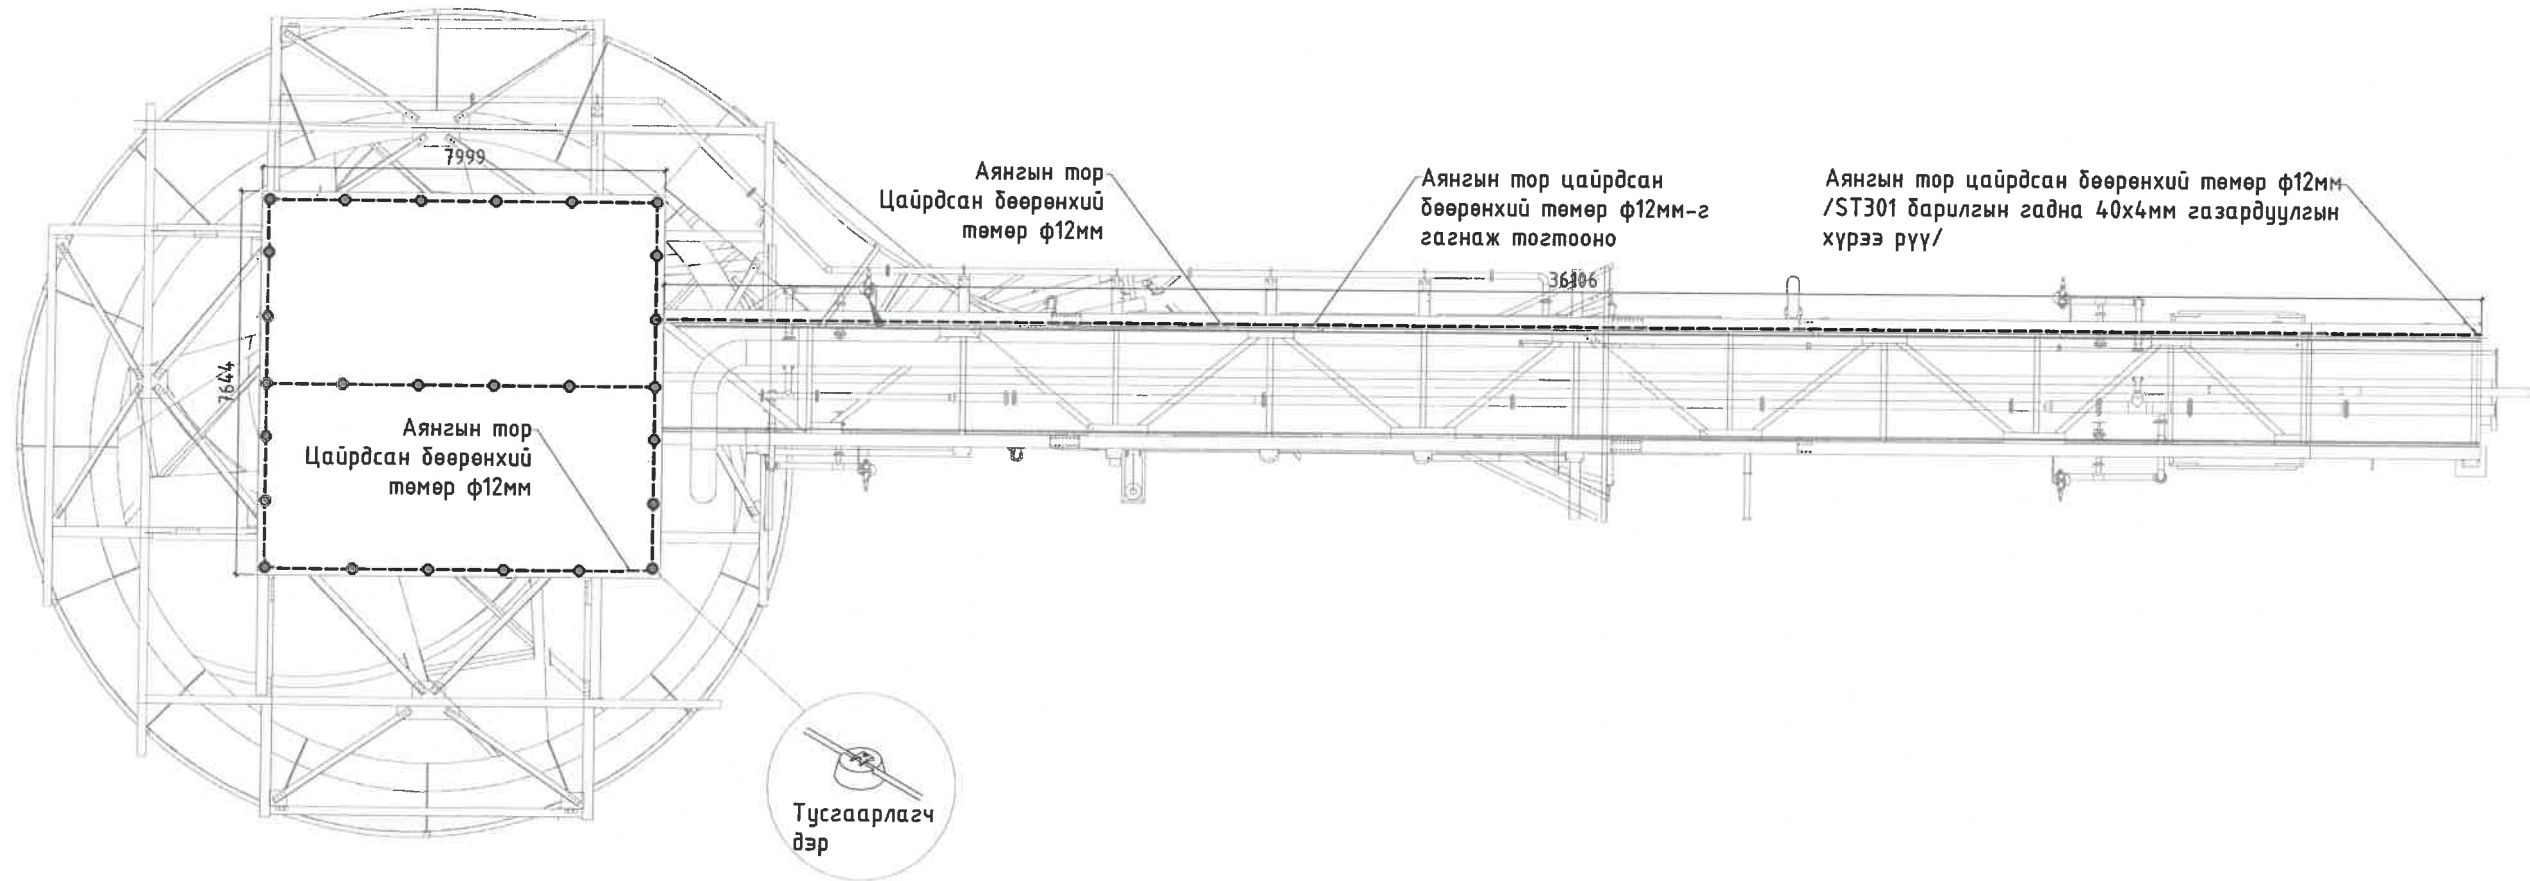 7999
Аянгын тор
Цайрдсан бөөрөнхий
төмөр ф12мм
Аянгын тор цайрдсан
бөөрөнхий төмөр ф12мм-г
гагнаж тогтооно
Аянгын тор цайрдсан бөөрөнхий төмөр ф12мм
/ST301 барилгын гадна 40x4мм газардуулгын
хүрээ рүү/
36106
7644
Аянгын тор
Цайрдсан бөөрөнхий
төмөр ф12мм
Тусгаарлагч
дэр